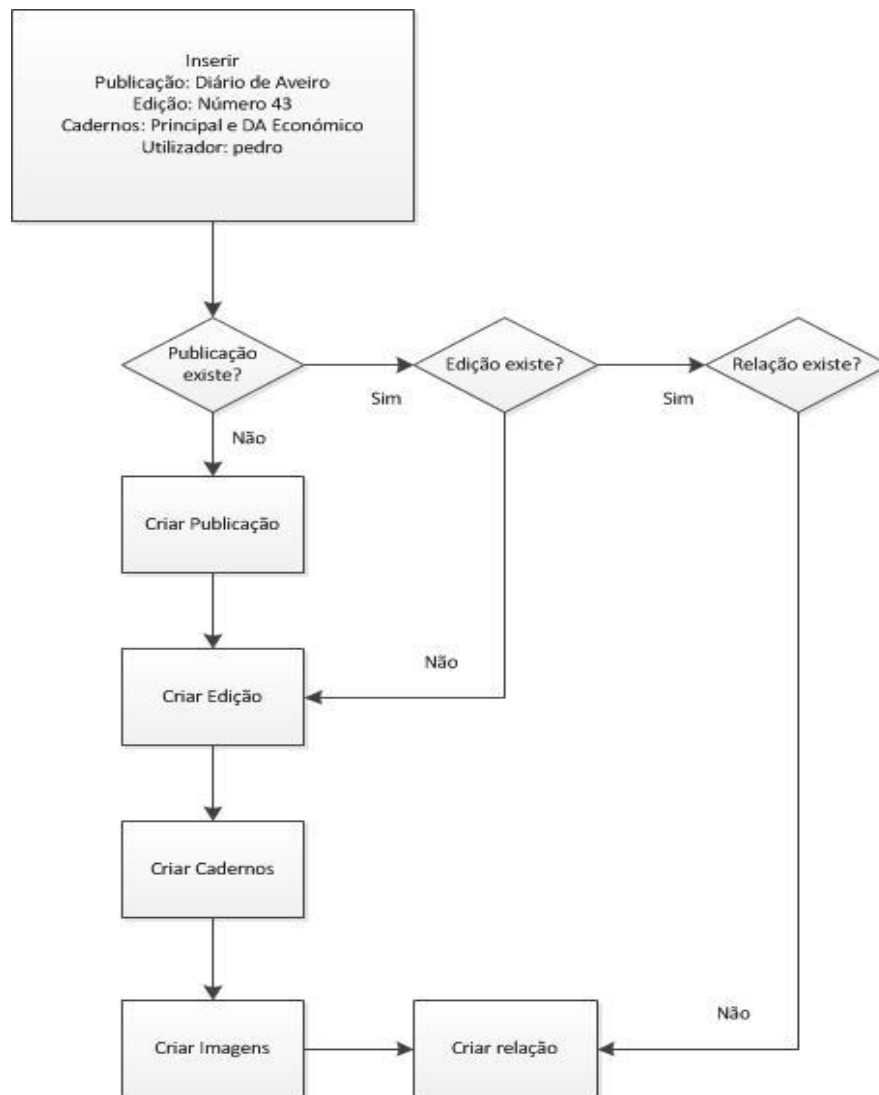 Inserir
Publicação: Diário de Aveiro
Edição: Número 43
Cadernos: Principal e DA Económico
Utilizador: pedro
Publicação
existe?
Edição existe?
Relação existe?
Sim
Sim
Não
Criar Publicação
Não
Criar Edição
Criar Cadernos
Não
Criar Imagens
Criar relação